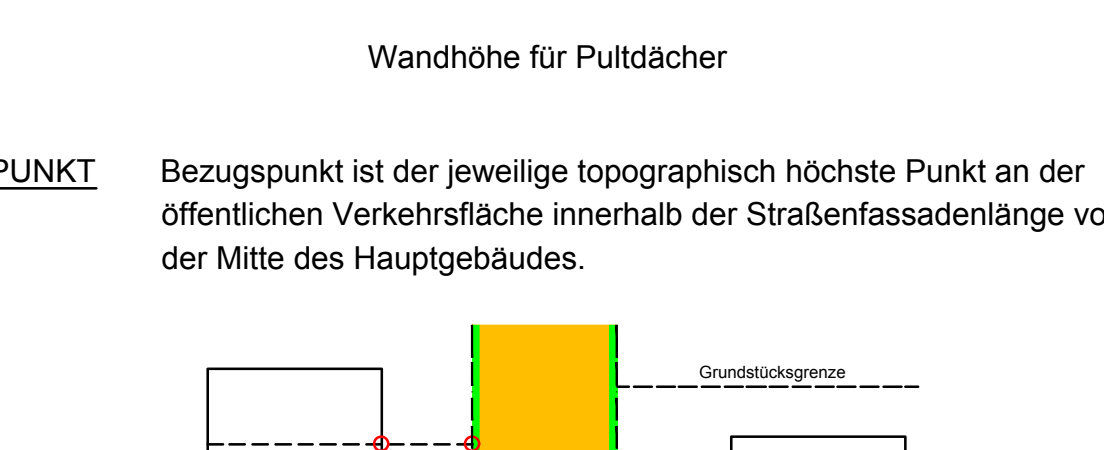 Wandhöhe für Pultdächer
PUNKT Bezugspunkt ist der jeweilige topographisch höchste Punkt an der
öffentlichen Verkehrsfläche innerhalb der Straßenfassadenlänge vo
der Mitte des Hauptgebäudes.
Grundstücksgrenze